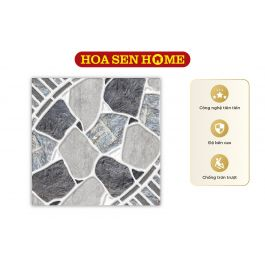 HOA SEN HOME
Công nghệ tiên tiến
Độ bền cao
Chống trơn trượt